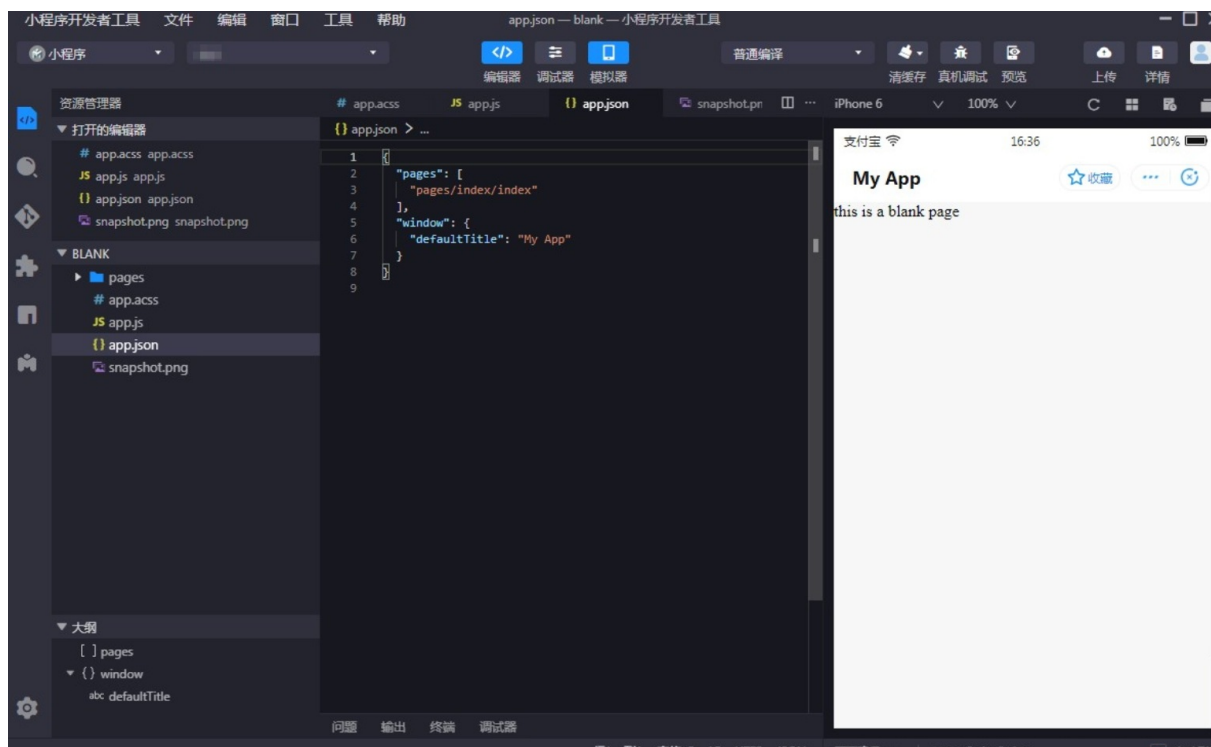 小程序开发者工具 文件 编辑 窗口 工具 帮助 app.json — blank — 小程序开发者工具
小程序 普通编译
编辑器 调试器 模拟器 清缓存 真机调试 预览 上传 详情
资源管理器
打开的编辑器
# app.acss app.acss
JS app.js app.js
{} app.json app.json
snapshot.png snapshot.png
BLANK
pages
# app.acss
JS app.js
{} app.json
snapshot.png
大纲
[ ] pages
{} window
abc defaultTitle
# app.acss JS app.js {} app.json snapshot.pr ···
{} app.json > ...
1 {
2 "pages": [
3 "pages/index/index"
4 ],
5 "window": {
6 "defaultTitle": "My App"
7 }
8 }
9
问题 输出 终端 调试器
iPhone 6 100%
支付宝 16:36 100%
My App 收藏 ···
this is a blank page